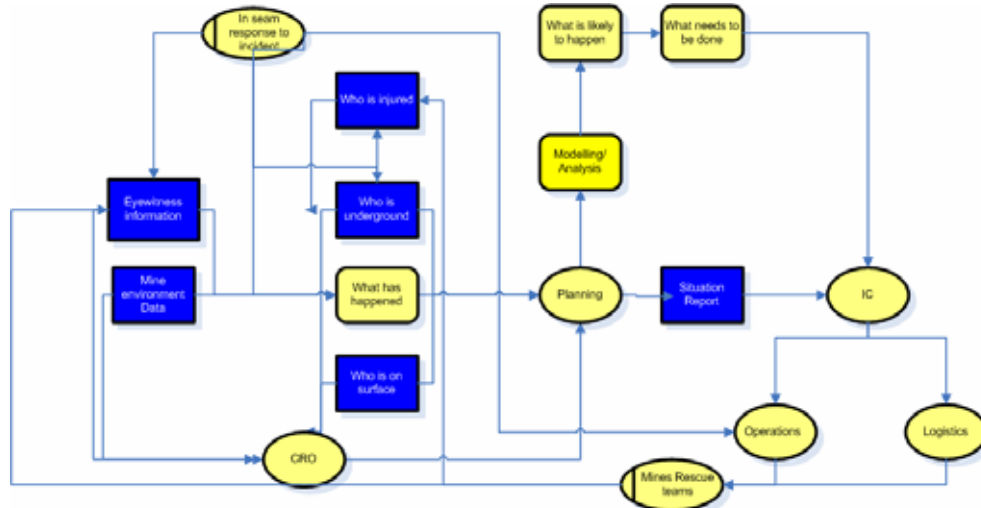 In seam
response to
incident
What is likely
to happen
What needs to
be done
Who is injured
Modelling/
Analysis
Eyewitness
information
Who is
underground
Mine
environment
Data
What has
happened
Planning
Situation
Report
IC
Who is on
surface
CRO
Operations
Logistics
Mines Rescue
teams